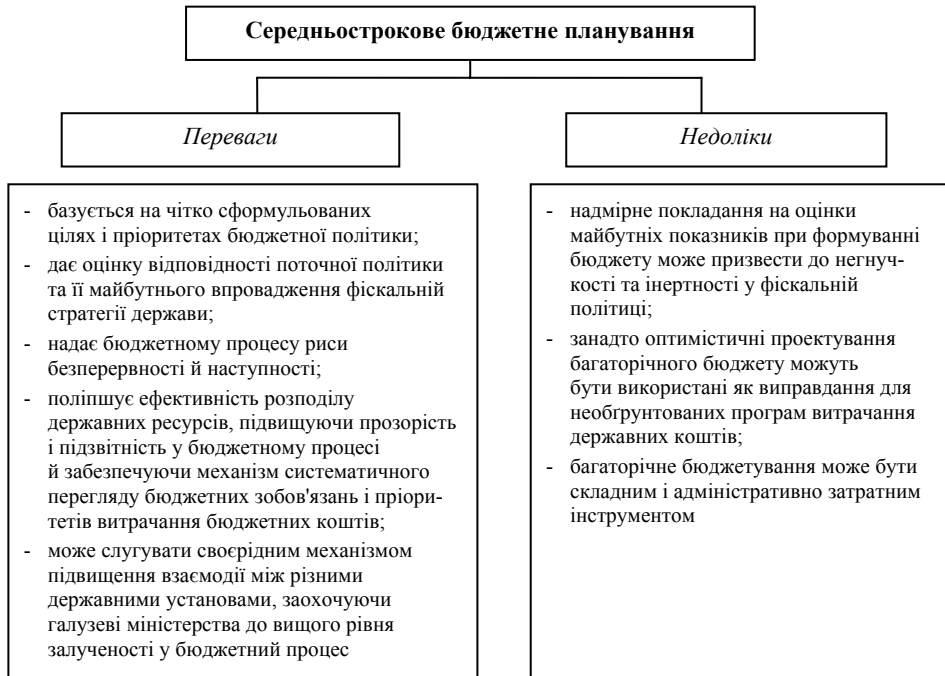 Середньострокове бюджетне планування
Переваги
- базується на чітко сформульованих
цілях і пріоритетах бюджетної політики;
- дає оцінку відповідності поточної політики
та її майбутнього впровадження фіскальній
стратегії держави;
- надає бюджетному процесу риси
безперервності й наступності;
- поліпшує ефективність розподілу
державних ресурсів, підвищуючи прозорість
і підзвітність у бюджетному процесі
й забезпечуючи механізм систематичного
перегляду бюджетних зобов'язань і пріори-
тетів витрачання бюджетних коштів;
- може слугувати своєрідним механізмом
підвищення взаємодії між різними
державними установами, заохочуючи
галузеві міністерства до вищого рівня
залученості у бюджетний процес
Недоліки
- надмірне покладання на оцінки
майбутніх показників при формуванні
бюджету може призвести до негнуч-
кості та інертності у фіскальній
політиці;
- занадто оптимістичні проектування
багаторічного бюджету можуть
бути використані як виправдання для
необґрунтованих програм витрачання
державних коштів;
- багаторічне бюджетування може бути
складним і адміністративно затратним
інструментом